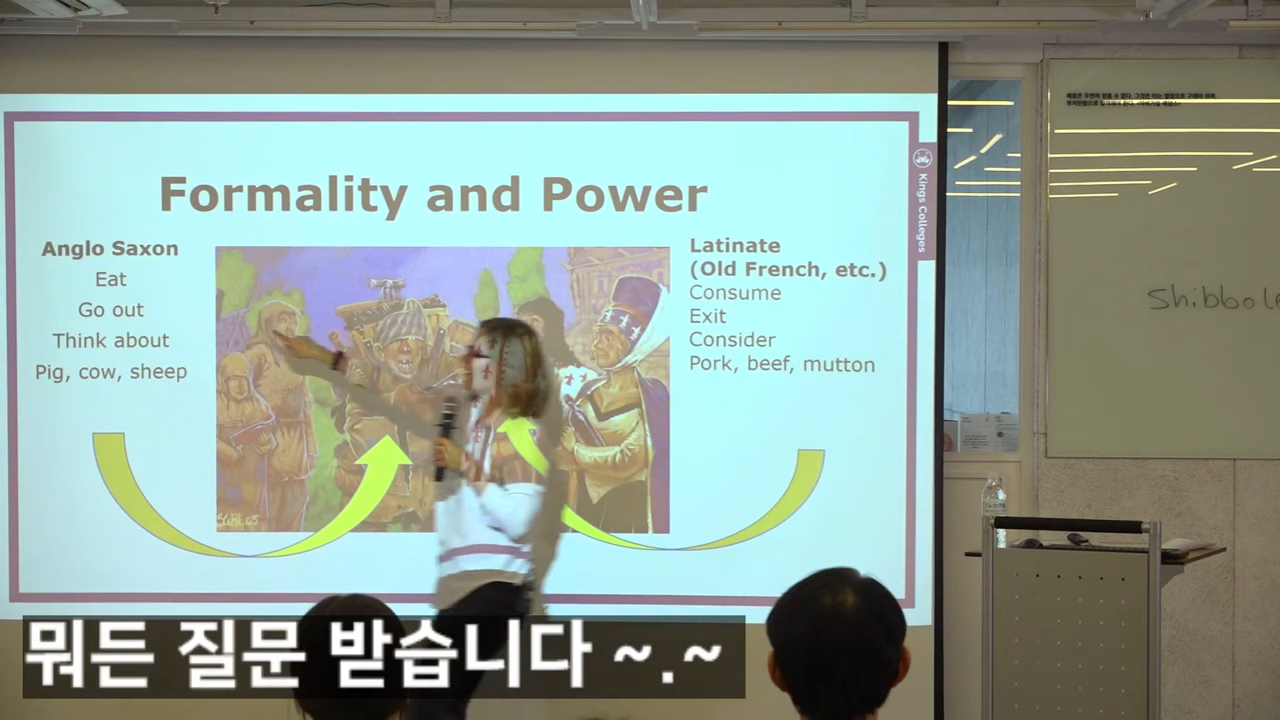 Formality and Power
Anglo Saxon
Eat
Go out
Think about
Pig, cow, sheep
Latinate
(Old French, etc.)
Consume
Exit
Consider
Pork, beef, mutton
Kings Colleges
뭐든 질문 받습니다 ~.~